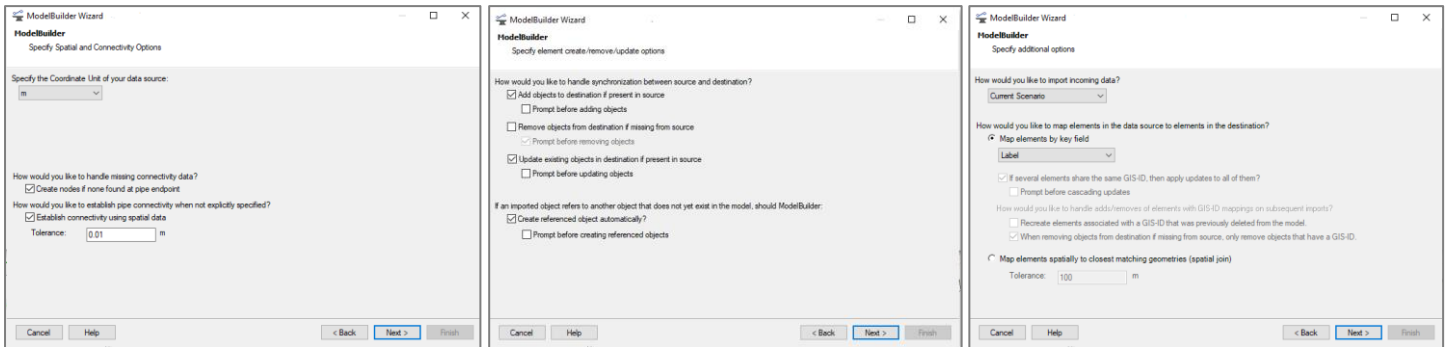 ModelBuilder Wizard
ModelBuilder
Specify Spatial and Connectivity Options
Specify the Coordinate Unit of your data source:
m
How would you like to handle missing connectivity data?
Create nodes if none found at pipe endpoint
How would you like to establish pipe connectivity when not explicitly specified?
Establish connectivity using spatial data
Tolerance: 0.01 m
Cancel Help < Back Next > Finish
ModelBuilder Wizard
ModelBuilder
Specify element create/remove/update options
How would you like to handle synchronization between source and destination?
Add objects to destination if present in source
Prompt before adding objects
Remove objects from destination if missing from source
Prompt before removing objects
Update existing objects in destination if present in source
Prompt before updating objects
If an imported object refers to another object that does not yet exist in the model, should ModelBuilder:
Create referenced object automatically?
Prompt before creating referenced objects
Cancel Help < Back Next > Finish
ModelBuilder Wizard
ModelBuilder
Specify additional options
How would you like to import incoming data?
Current Scenario
How would you like to map elements in the data source to elements in the destination?
Map elements by key field
Label
If several elements share the same GIS-ID, then apply updates to all of them?
Prompt before cascading updates
How would you like to handle adds/removes of elements with GIS-ID mappings on subsequent imports?
Recreate elements associated with a GIS-ID that was previously deleted from the model.
When removing objects from destination if missing from source, only remove objects that have a GIS-ID.
Map elements spatially to closest matching geometries (spatial join)
Tolerance: 100 m
Cancel Help < Back Next > Finish